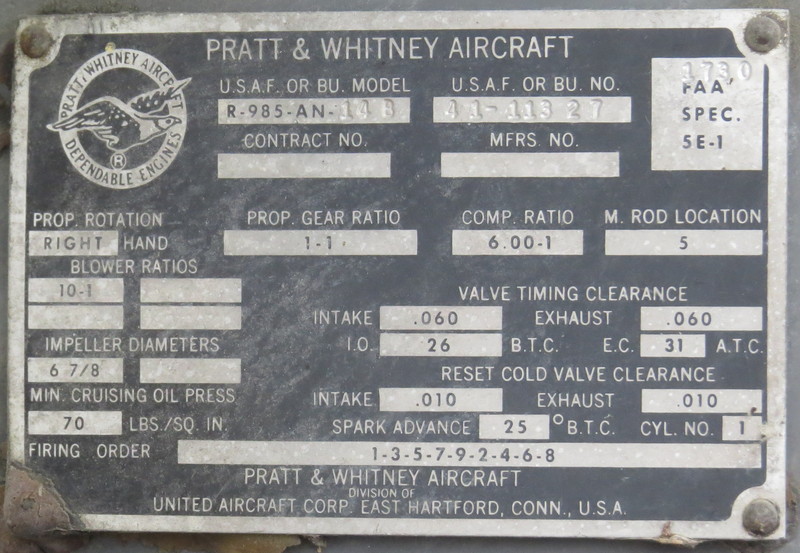 PRATT & WHITNEY AIRCRAFT
PRATT & WHITNEY AIRCRAFT
DEPENDABLE ENGINES
®
U.S.A.F. OR BU. MODEL
R-985-AN-14B
U.S.A.F. OR BU. NO.
41-11327
1730
FAA
SPEC.
5E-1
CONTRACT NO.
MFRS. NO.
PROP. ROTATION
RIGHT HAND
PROP. GEAR RATIO
1-1
COMP. RATIO
6.00-1
M. ROD LOCATION
5
BLOWER RATIOS
10-1
VALVE TIMING CLEARANCE
INTAKE .060 EXHAUST .060
I.O. 26 B.T.C. E.C. 31 A.T.C.
IMPELLER DIAMETERS
6 7/8
RESET COLD VALVE CLEARANCE
INTAKE .010 EXHAUST .010
MIN. CRUISING OIL PRESS
70 LBS./SQ. IN.
SPARK ADVANCE 25 ° B.T.C. CYL. NO. 1
FIRING ORDER 1-3-5-7-9-2-4-6-8
PRATT & WHITNEY AIRCRAFT
DIVISION OF
UNITED AIRCRAFT CORP. EAST HARTFORD, CONN., U.S.A.